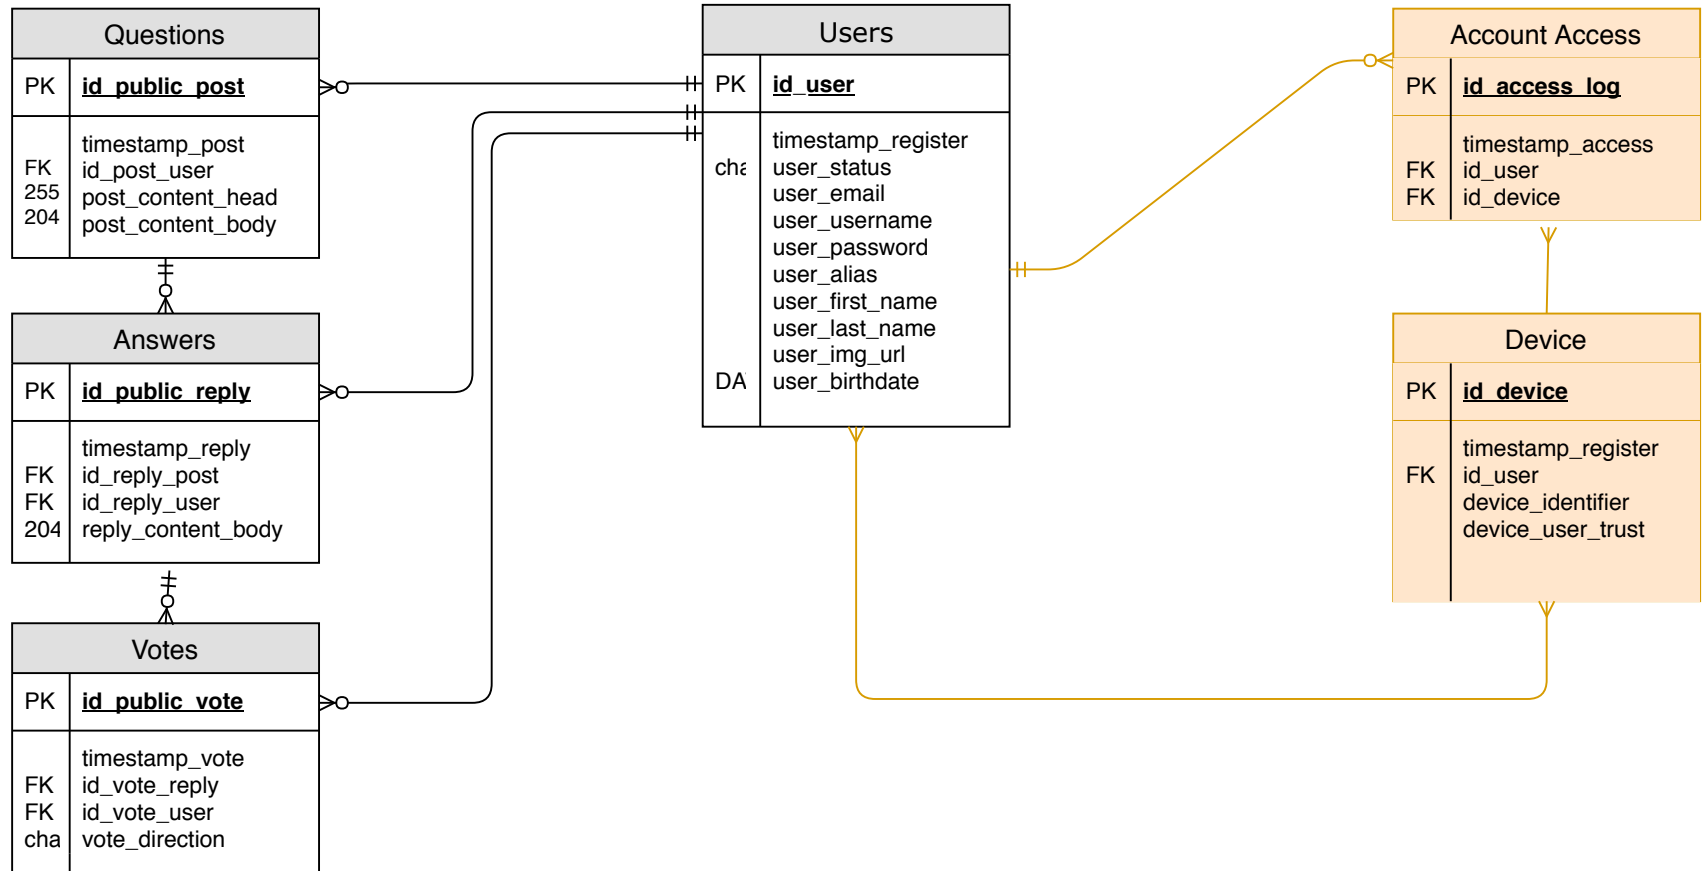 Questions
PK id_public_post
timestamp_post
FK id_post_user
255 post_content_head
204 post_content_body
Answers
PK id_public_reply
timestamp_reply
FK id_reply_post
FK id_reply_user
204 reply_content_body
Votes
PK id_public_vote
timestamp_vote
FK id_vote_reply
FK id_vote_user
cha vote_direction
Users
PK id_user
timestamp_register
cha user_status
user_email
user_username
user_password
user_alias
user_first_name
user_last_name
user_img_url
DA user_birthdate
Account Access
PK id_access_log
timestamp_access
FK id_user
FK id_device
Device
PK id_device
timestamp_register
FK id_user
device_identifier
device_user_trust